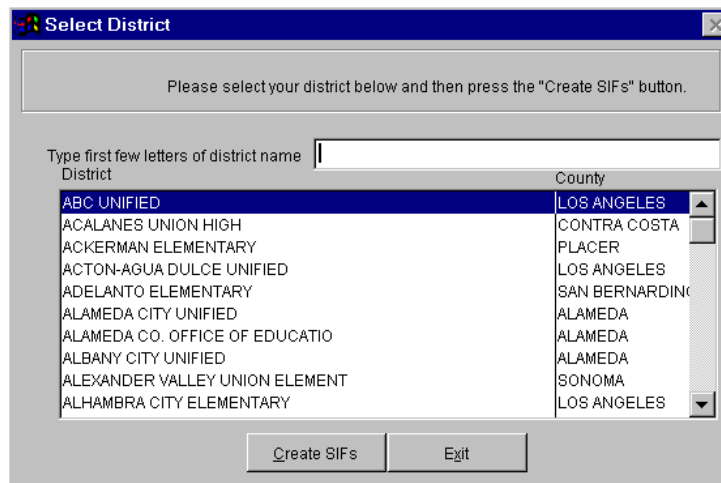 Select District
Please select your district below and then press the "Create SIFs" button.
Type first few letters of district name
District County
ABC UNIFIED LOS ANGELES
ACALANES UNION HIGH CONTRA COSTA
ACKERMAN ELEMENTARY PLACER
ACTON-AGUA DULCE UNIFIED LOS ANGELES
ADELANTO ELEMENTARY SAN BERNARDINO
ALAMEDA CITY UNIFIED ALAMEDA
ALAMEDA CO. OFFICE OF EDUCATIO ALAMEDA
ALBANY CITY UNIFIED ALAMEDA
ALEXANDER VALLEY UNION ELEMENT SONOMA
ALHAMBRA CITY ELEMENTARY LOS ANGELES
Create SIFs Exit